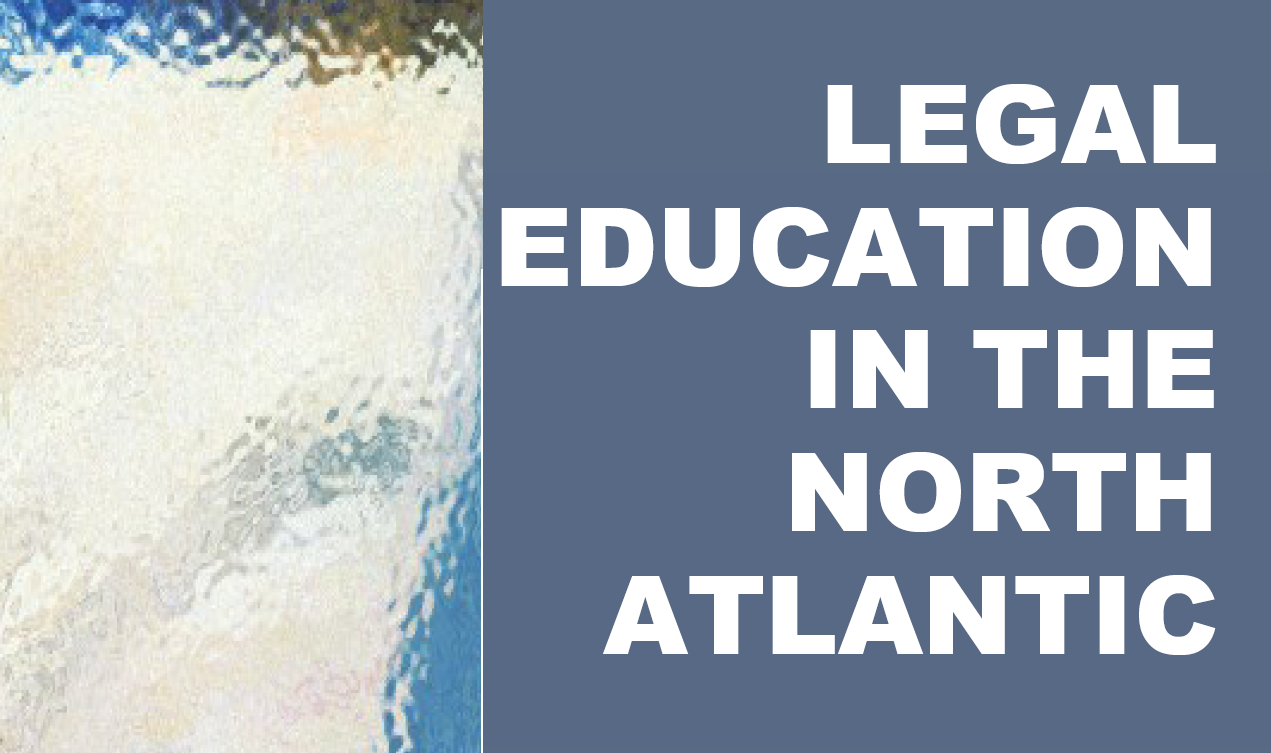 LEGAL
EDUCATION
IN THE
NORTH
ATLANTIC